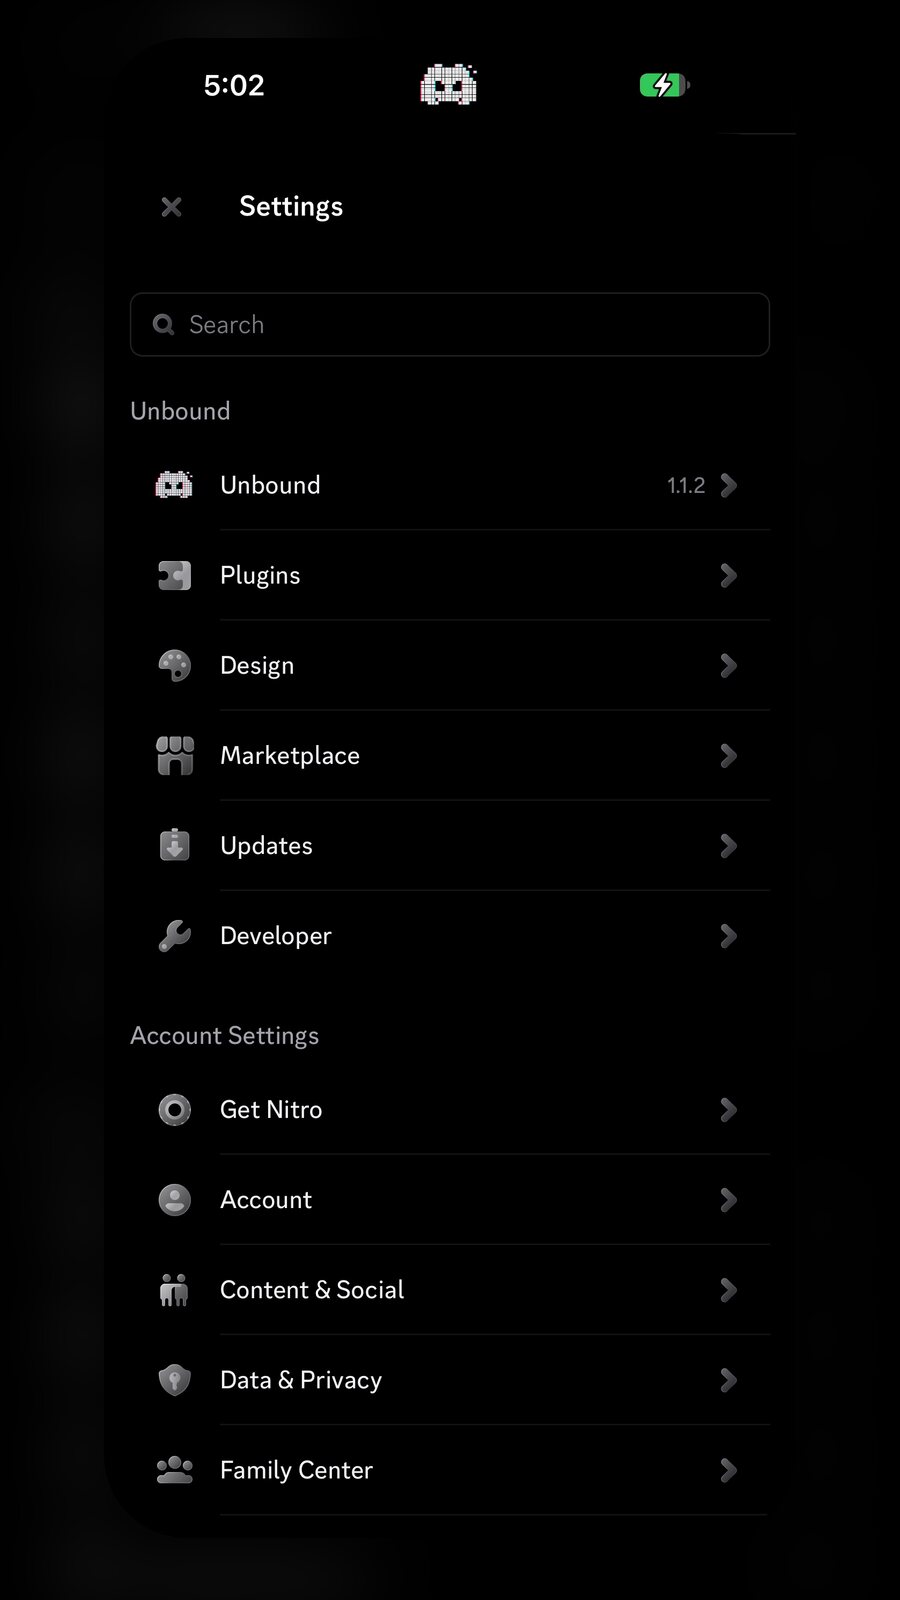 5:02
Settings
Search
Unbound
Unbound 1.1.2
Plugins
Design
Marketplace
Updates
Developer
Account Settings
Get Nitro
Account
Content & Social
Data & Privacy
Family Center